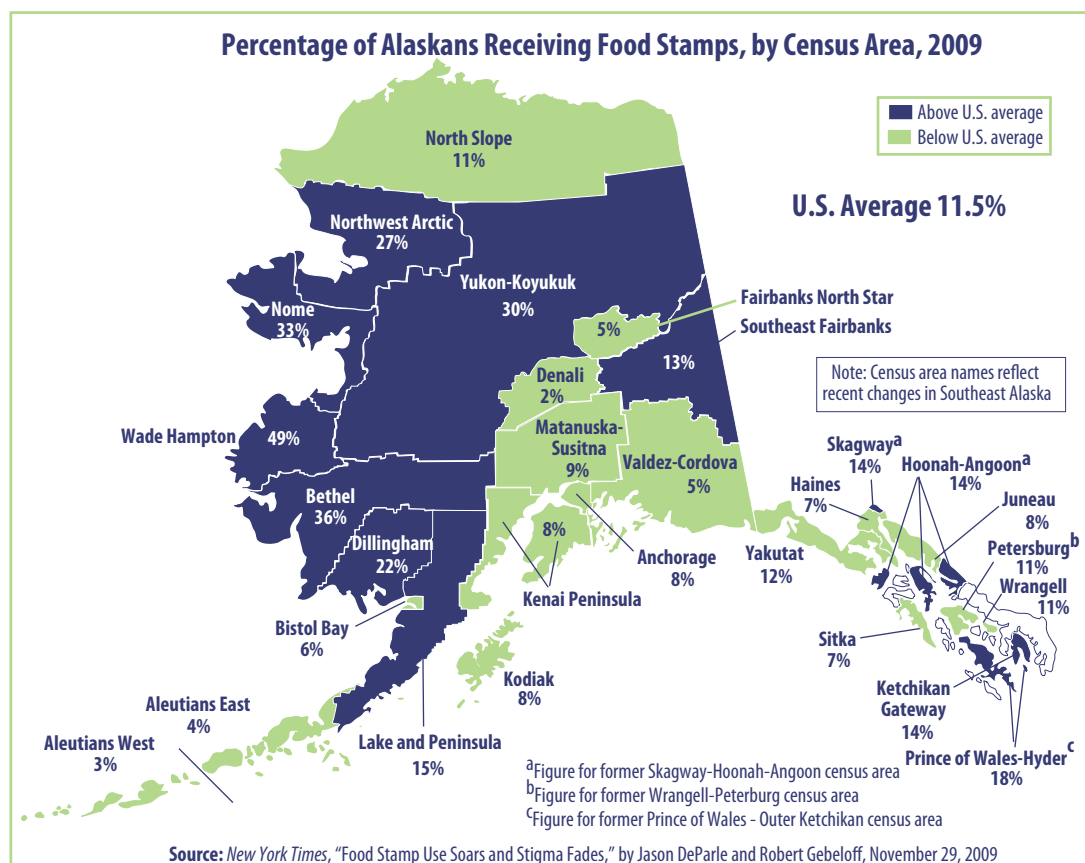 Percentage of Alaskans Receiving Food Stamps, by Census Area, 2009
Above U.S. average
Below U.S. average
U.S. Average 11.5%
North Slope
11%
Northwest Arctic
27%
Yukon-Koyukuk
30%
Nome
33%
Fairbanks North Star
5%
Southeast Fairbanks
13%
Denali
2%
Note: Census area names reflect
recent changes in Southeast Alaska
Wade Hampton
49%
Matanuska-
Susitna
9%
Valdez-Cordova
5%
Bethel
36%
Dillingham
22%
8%
Kenai Peninsula
Anchorage
8%
Yakutat
12%
Skagwaya
14%
Hoonah-Angoona
14%
Haines
7%
Juneau
8%
Petersburgb
11%
Wrangell
11%
Sitka
7%
Ketchikan
Gateway
14%
Prince of Wales-Hyderc
18%
Bistol Bay
6%
Kodiak
8%
Lake and Peninsula
15%
Aleutians East
4%
Aleutians West
3%
aFigure for former Skagway-Hoonah-Angoon census area
bFigure for former Wrangell-Peterburg census area
cFigure for former Prince of Wales - Outer Ketchikan census area
Source: New York Times, “Food Stamp Use Soars and Stigma Fades,” by Jason DeParle and Robert Gebeloff, November 29, 2009